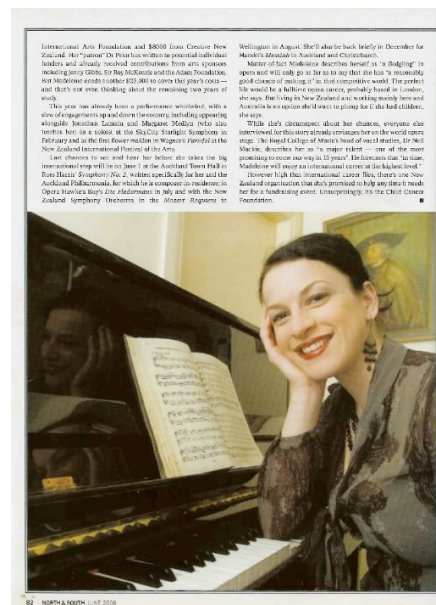 International Arts Foundation and $8000 from Creative New
Zealand. Her "patron" Dr Prior has written to potential individual
funders and already received contributions from arts sponsors
including Jenny Gibbs, Sir Roy McKenzie and the Adam Foundation.
But Madeleine needs another $25,000 to cover this year's costs —
and that's not even thinking about the remaining two years of
study.
This year has already been a performance whirlwind, with a
slew of engagements up and down the country, including appearing
alongside Jonathan Lemalu and Margaret Medlyn (who also
teaches her) as a soloist at the SkyCity Starlight Symphony in
February and as the first flower maiden in Wagner's Parsifal at the
New Zealand International Festival of the Arts.
Last chances to see and hear her before she takes the big
international step will be on June 1 at the Auckland Town Hall in
Ross Harris' Symphony No. 2, written specifically for her and the
Auckland Philharmonia, for which he is composer-in-residence; in
Opera Hawke's Bay's Die Fledermaus in July and with the New
Zealand Symphony Orchestra in the Mozart Requiem in
Wellington in August. She'll also be back briefly in December for
Handel's Messiah in Auckland and Christchurch.
Matter-of-fact Madeleine describes herself as "a fledgling" in
opera and will only go as far as to say that she has "a reasonably
good chance of making it" in that competitive world. The perfect
life would be a fulltime opera career, probably based in London,
she says. But living in New Zealand and working mainly here and
Australia is an option she'd want to plump for if she had children,
she says.
While she's circumspect about her chances, everyone else
interviewed for this story already envisages her on the world opera
stage. The Royal College of Music's head of vocal studies, Dr Neil
Mackie, describes her as "a major talent — one of the most
promising to come our way in 10 years". He forecasts that "in time,
Madeleine will enjoy an international career at the highest level."
However high that international career flies, there's one New
Zealand organisation that she's promised to help any time it needs
her for a fundraising event. Unsurprisingly, it's the Child Cancer
Foundation.
82 NORTH & SOUTH JUNE 2006